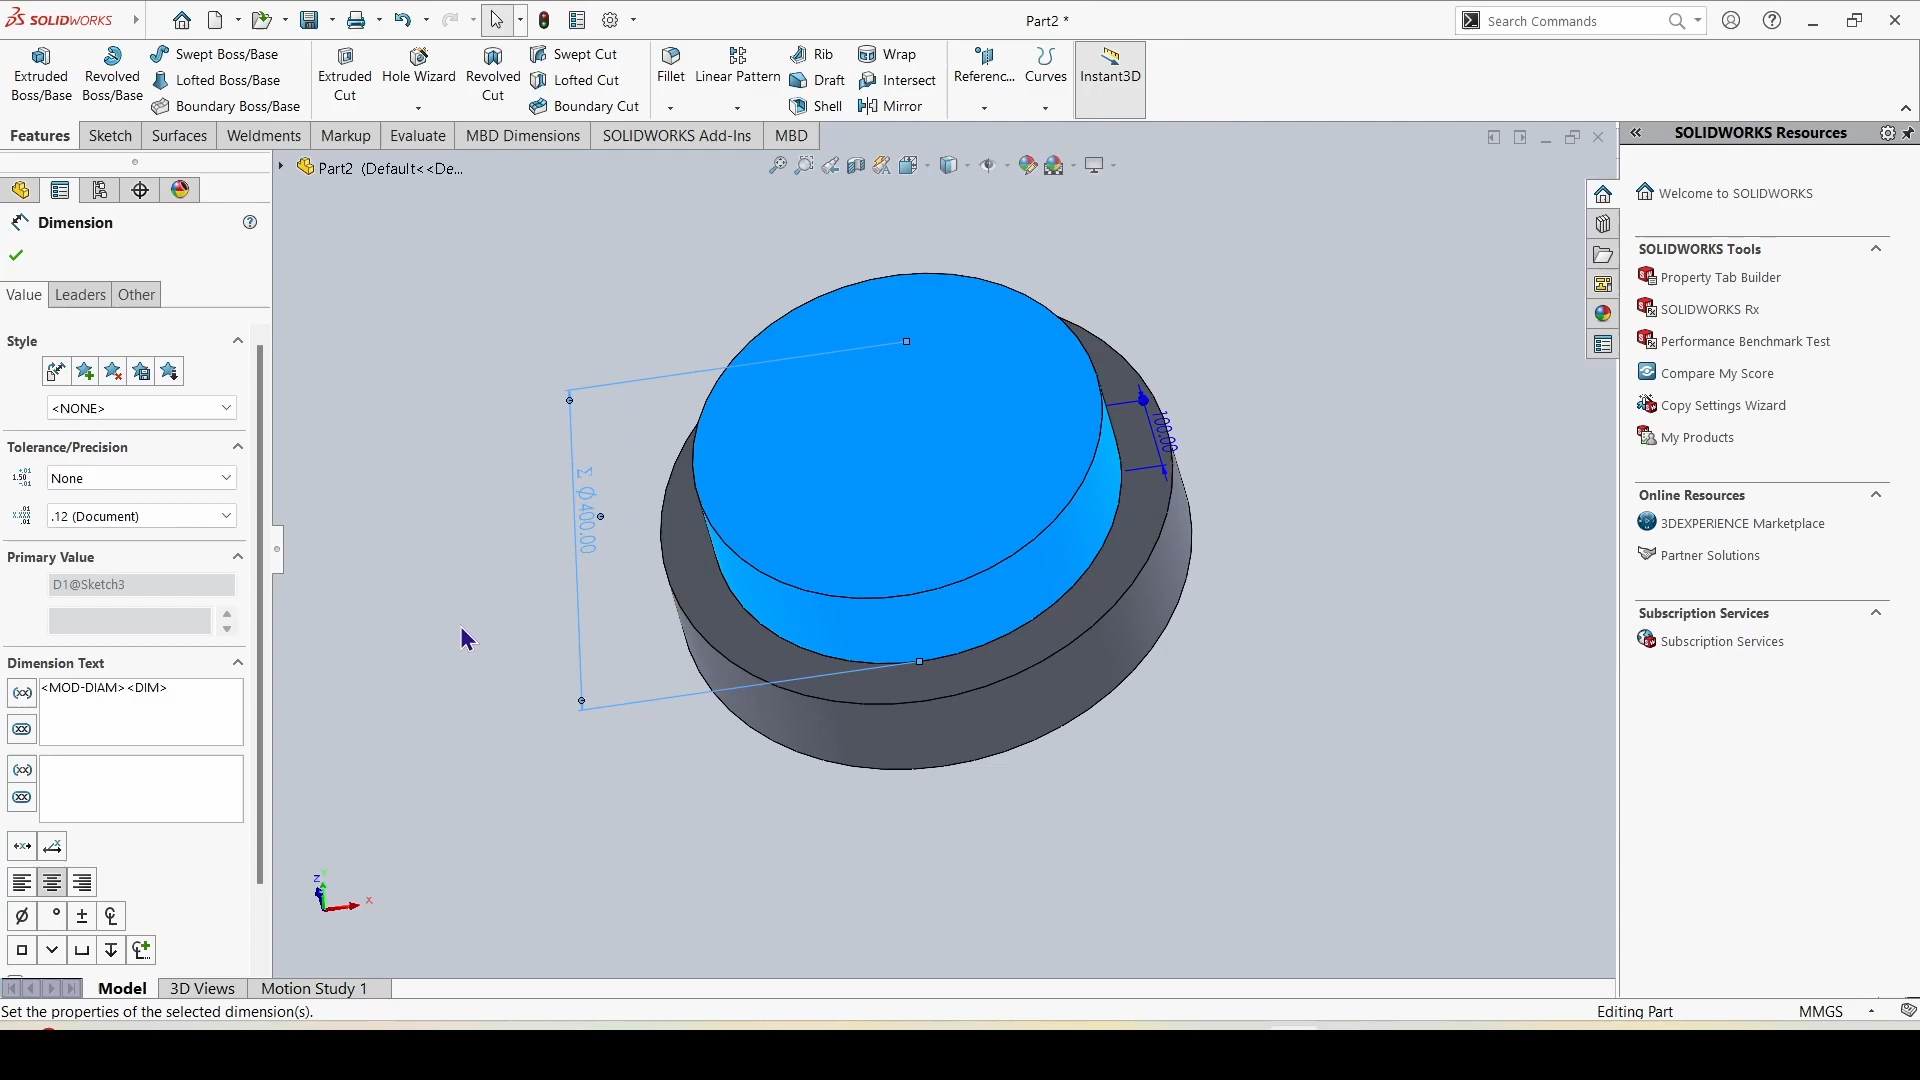 SOLIDWORKS
Part2 *
Search Commands
Extruded Boss/Base
Revolved Boss/Base
Swept Boss/Base
Lofted Boss/Base
Boundary Boss/Base
Extruded Cut
Hole Wizard
Revolved Cut
Swept Cut
Lofted Cut
Boundary Cut
Fillet
Linear Pattern
Rib
Draft
Shell
Wrap
Intersect
Mirror
Referenc...
Curves
Instant3D
Features
Sketch
Surfaces
Weldments
Markup
Evaluate
MBD Dimensions
SOLIDWORKS Add-Ins
MBD
Part2 (Default<<De...
Dimension
Value
Leaders
Other
Style
<NONE>
Tolerance/Precision
None
.12 (Document)
Primary Value
D1@Sketch3
Dimension Text
<MOD-DIAM><DIM>
Σ ϕ400.00
100.00
Z
Y
X
SOLIDWORKS Resources
Welcome to SOLIDWORKS
SOLIDWORKS Tools
Property Tab Builder
SOLIDWORKS Rx
Performance Benchmark Test
Compare My Score
Copy Settings Wizard
My Products
Online Resources
3DEXPERIENCE Marketplace
Partner Solutions
Subscription Services
Subscription Services
Model
3D Views
Motion Study 1
Set the properties of the selected dimension(s).
Editing Part
MMGS